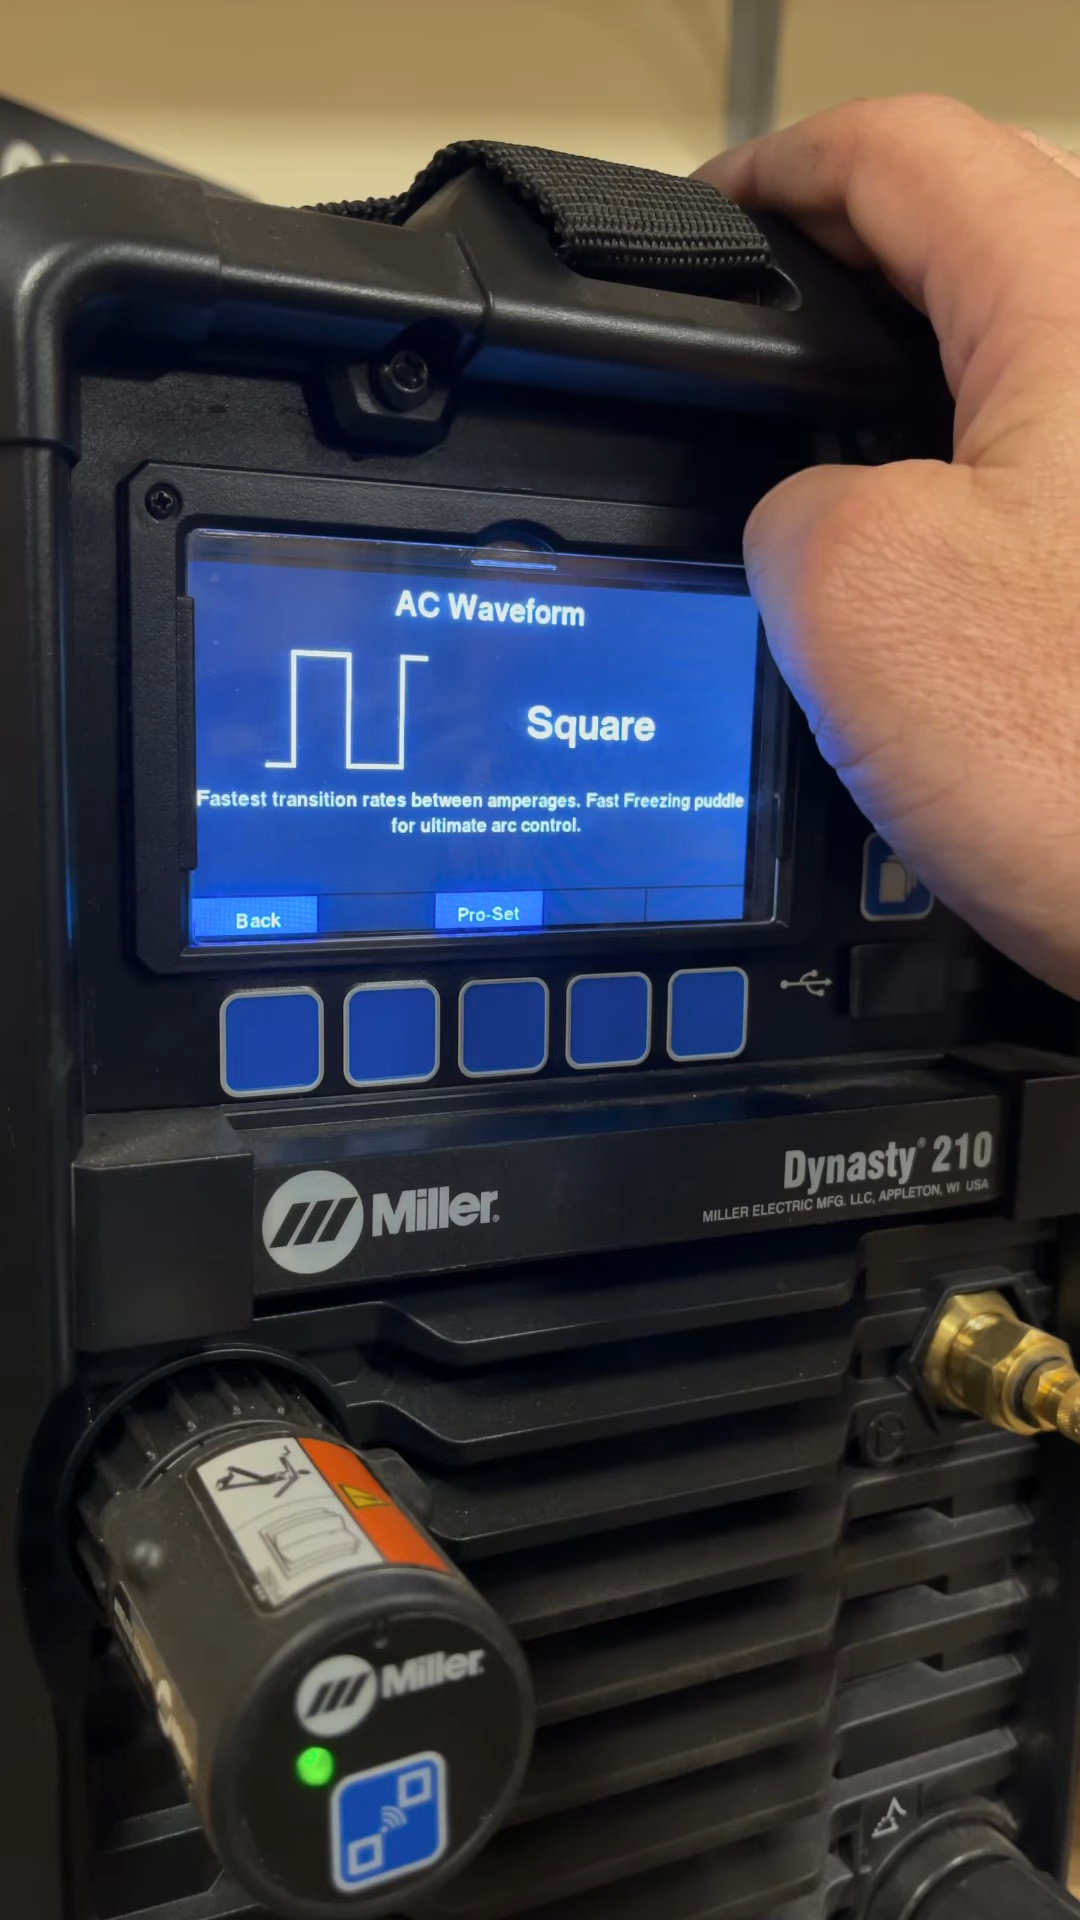 AC Waveform
Square
Fastest transition rates between amperages. Fast Freezing puddle
for ultimate arc control.
Back
Pro-Set
Miller®
Dynasty® 210
MILLER ELECTRIC MFG. LLC, APPLETON, WI USA
Miller